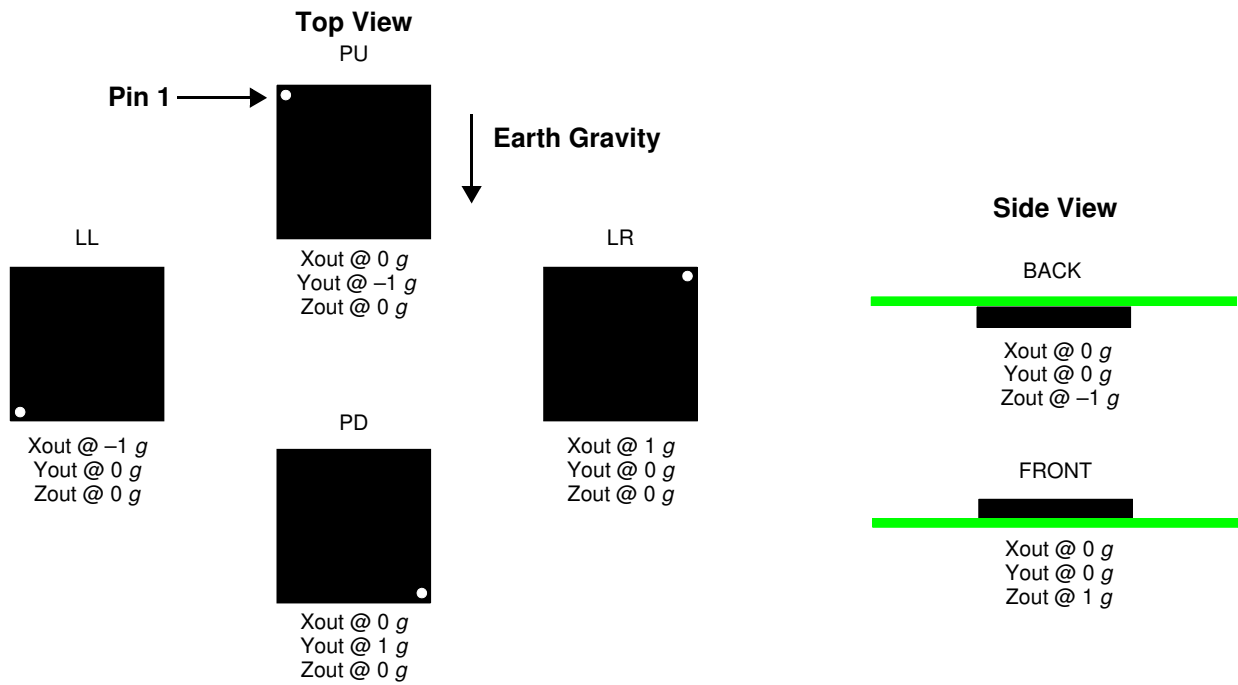 Top View
PU
Pin 1
Earth Gravity
Xout @ 0 g
Yout @ –1 g
Zout @ 0 g
LL
Xout @ –1 g
Yout @ 0 g
Zout @ 0 g
LR
Xout @ 1 g
Yout @ 0 g
Zout @ 0 g
PD
Xout @ 0 g
Yout @ 1 g
Zout @ 0 g
Side View
BACK
Xout @ 0 g
Yout @ 0 g
Zout @ –1 g
FRONT
Xout @ 0 g
Yout @ 0 g
Zout @ 1 g